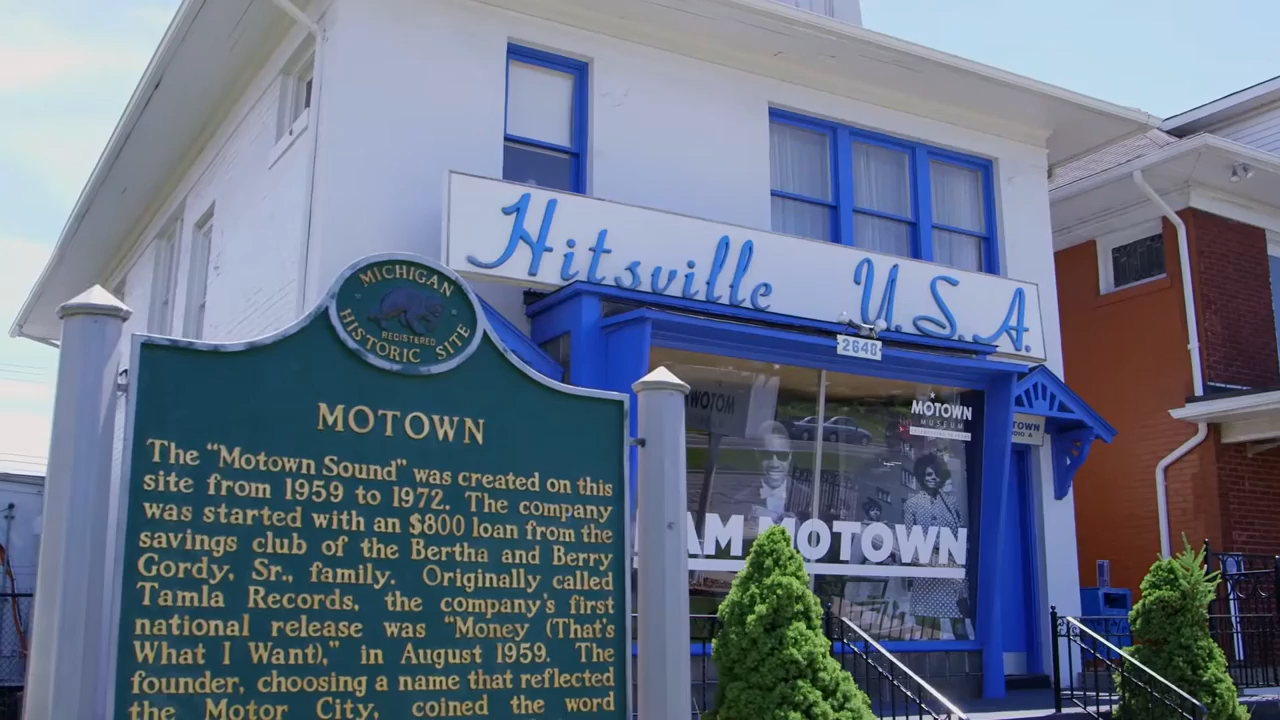 Hitsville U.S.A.
2648
MICHIGAN
REGISTERED
HISTORIC SITE
MOTOWN
The “Motown Sound” was created on this
site from 1959 to 1972. The company
was started with an $800 loan from the
savings club of the Bertha and Berry
Gordy, Sr., family. Originally called
Tamla Records, the company's first
national release was “Money (That's
What I Want),” in August 1959. The
founder, choosing a name that reflected
the Motor City, coined the word
MOTOWN
MUSEUM
AM MOTOWN
TOWN